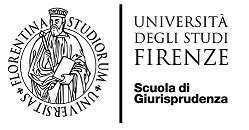 FLORENTINA STUDIORUM UNIVERSITAS
UNIVERSITÀ
DEGLI STUDI
FIRENZE
Scuola di
Giurisprudenza